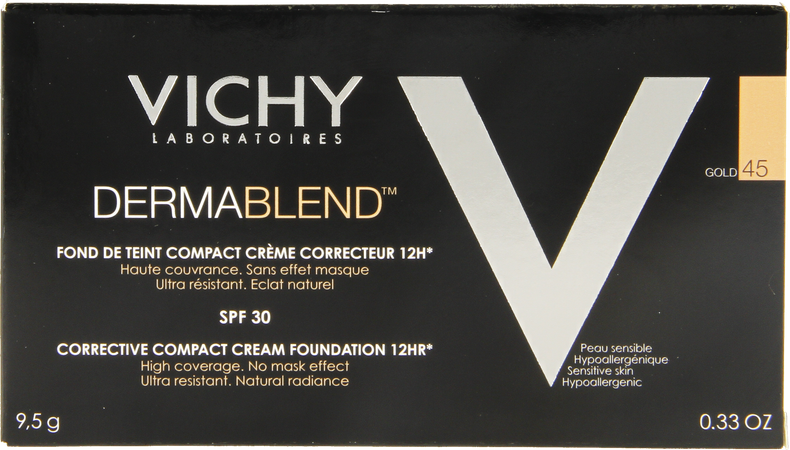 VICHY
LABORATOIRES
DERMABLEND™
FOND DE TEINT COMPACT CRÈME CORRECTEUR 12H*
Haute couvrance. Sans effet masque
Ultra résistant. Eclat naturel
SPF 30
CORRECTIVE COMPACT CREAM FOUNDATION 12HR*
High coverage. No mask effect
Ultra resistant. Natural radiance
9,5 g
V
GOLD 45
Peau sensible
Hypoallergénique
Sensitive skin
Hypoallergenic
0.33 OZ